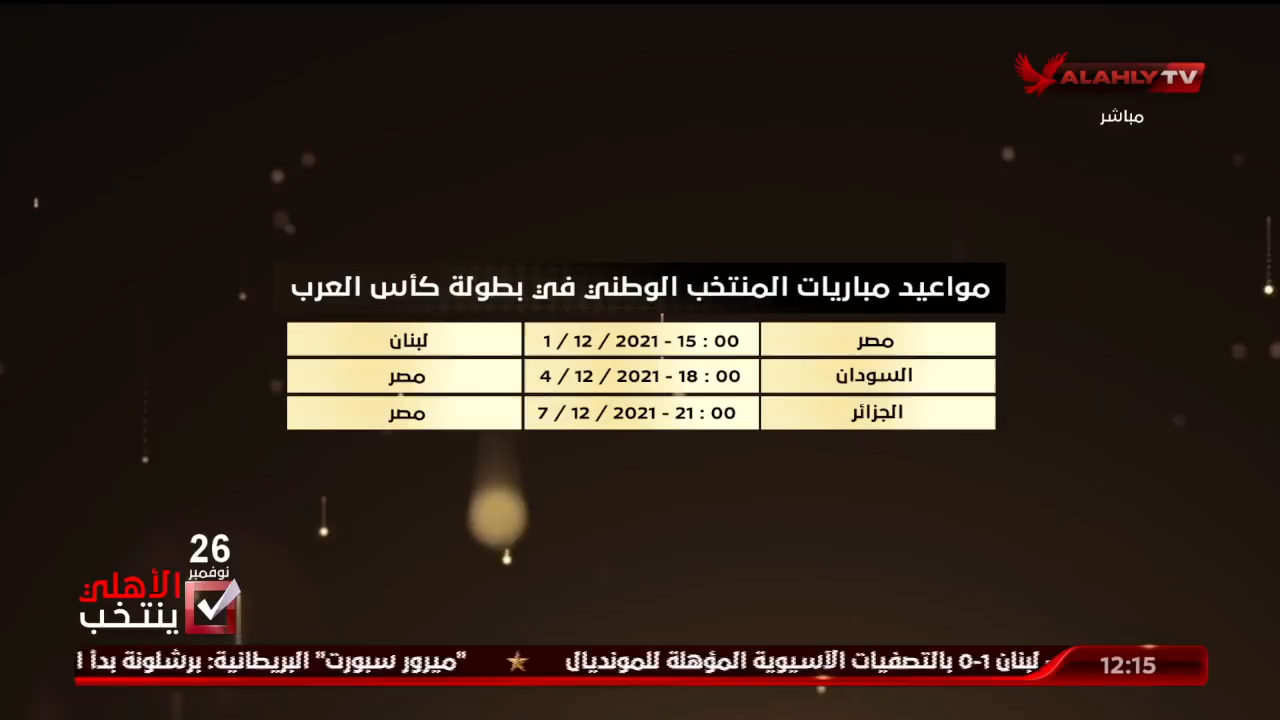 ALAHLY TV
مباشر
مواعيد مباريات المنتخب الوطني في بطولة كأس العرب
مصر 1 / 12 / 2021 - 15 : 00 لبنان
السودان 4 / 12 / 2021 - 18 : 00 مصر
الجزائر 7 / 12 / 2021 - 21 : 00 مصر
26
نوفمبر
الأهلي
ينتخب
12:15 - لبنان 1-0 بالتصفيات الآسيوية المؤهلة للمونديال "ميرور سبورت" البريطانية: برشلونة بدأ ا